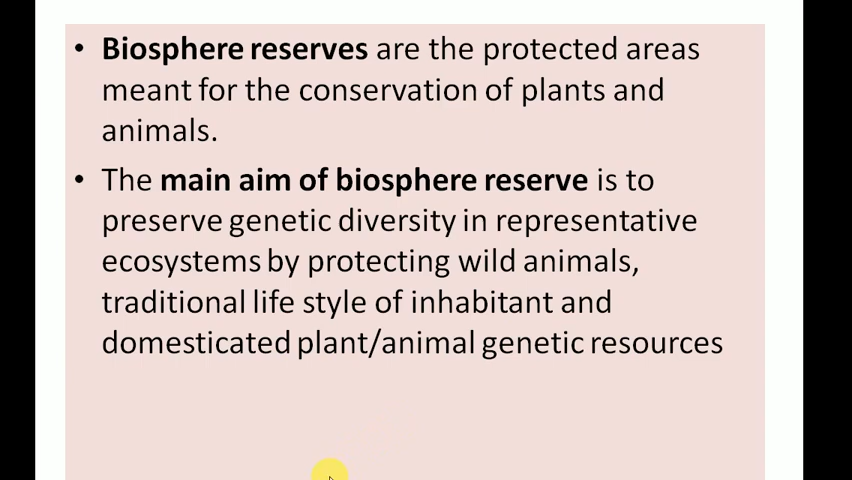 • Biosphere reserves are the protected areas
meant for the conservation of plants and
animals.
• The main aim of biosphere reserve is to
preserve genetic diversity in representative
ecosystems by protecting wild animals,
traditional life style of inhabitant and
domesticated plant/animal genetic resources